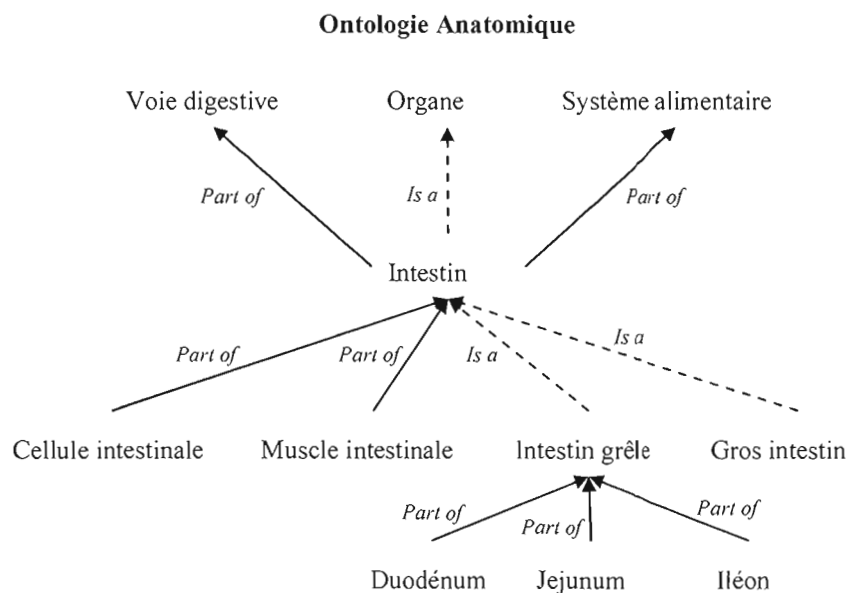 Ontologie Anatomique
Voie digestive
Organe
Système alimentaire
Part of
Is a
Part of
Intestin
Part of
Part of
Is a
Is a
Cellule intestinale
Muscle intestinale
Intestin grêle
Gros intestin
Part of
Part of
Part of
Duodénum
Jejunum
Iléon